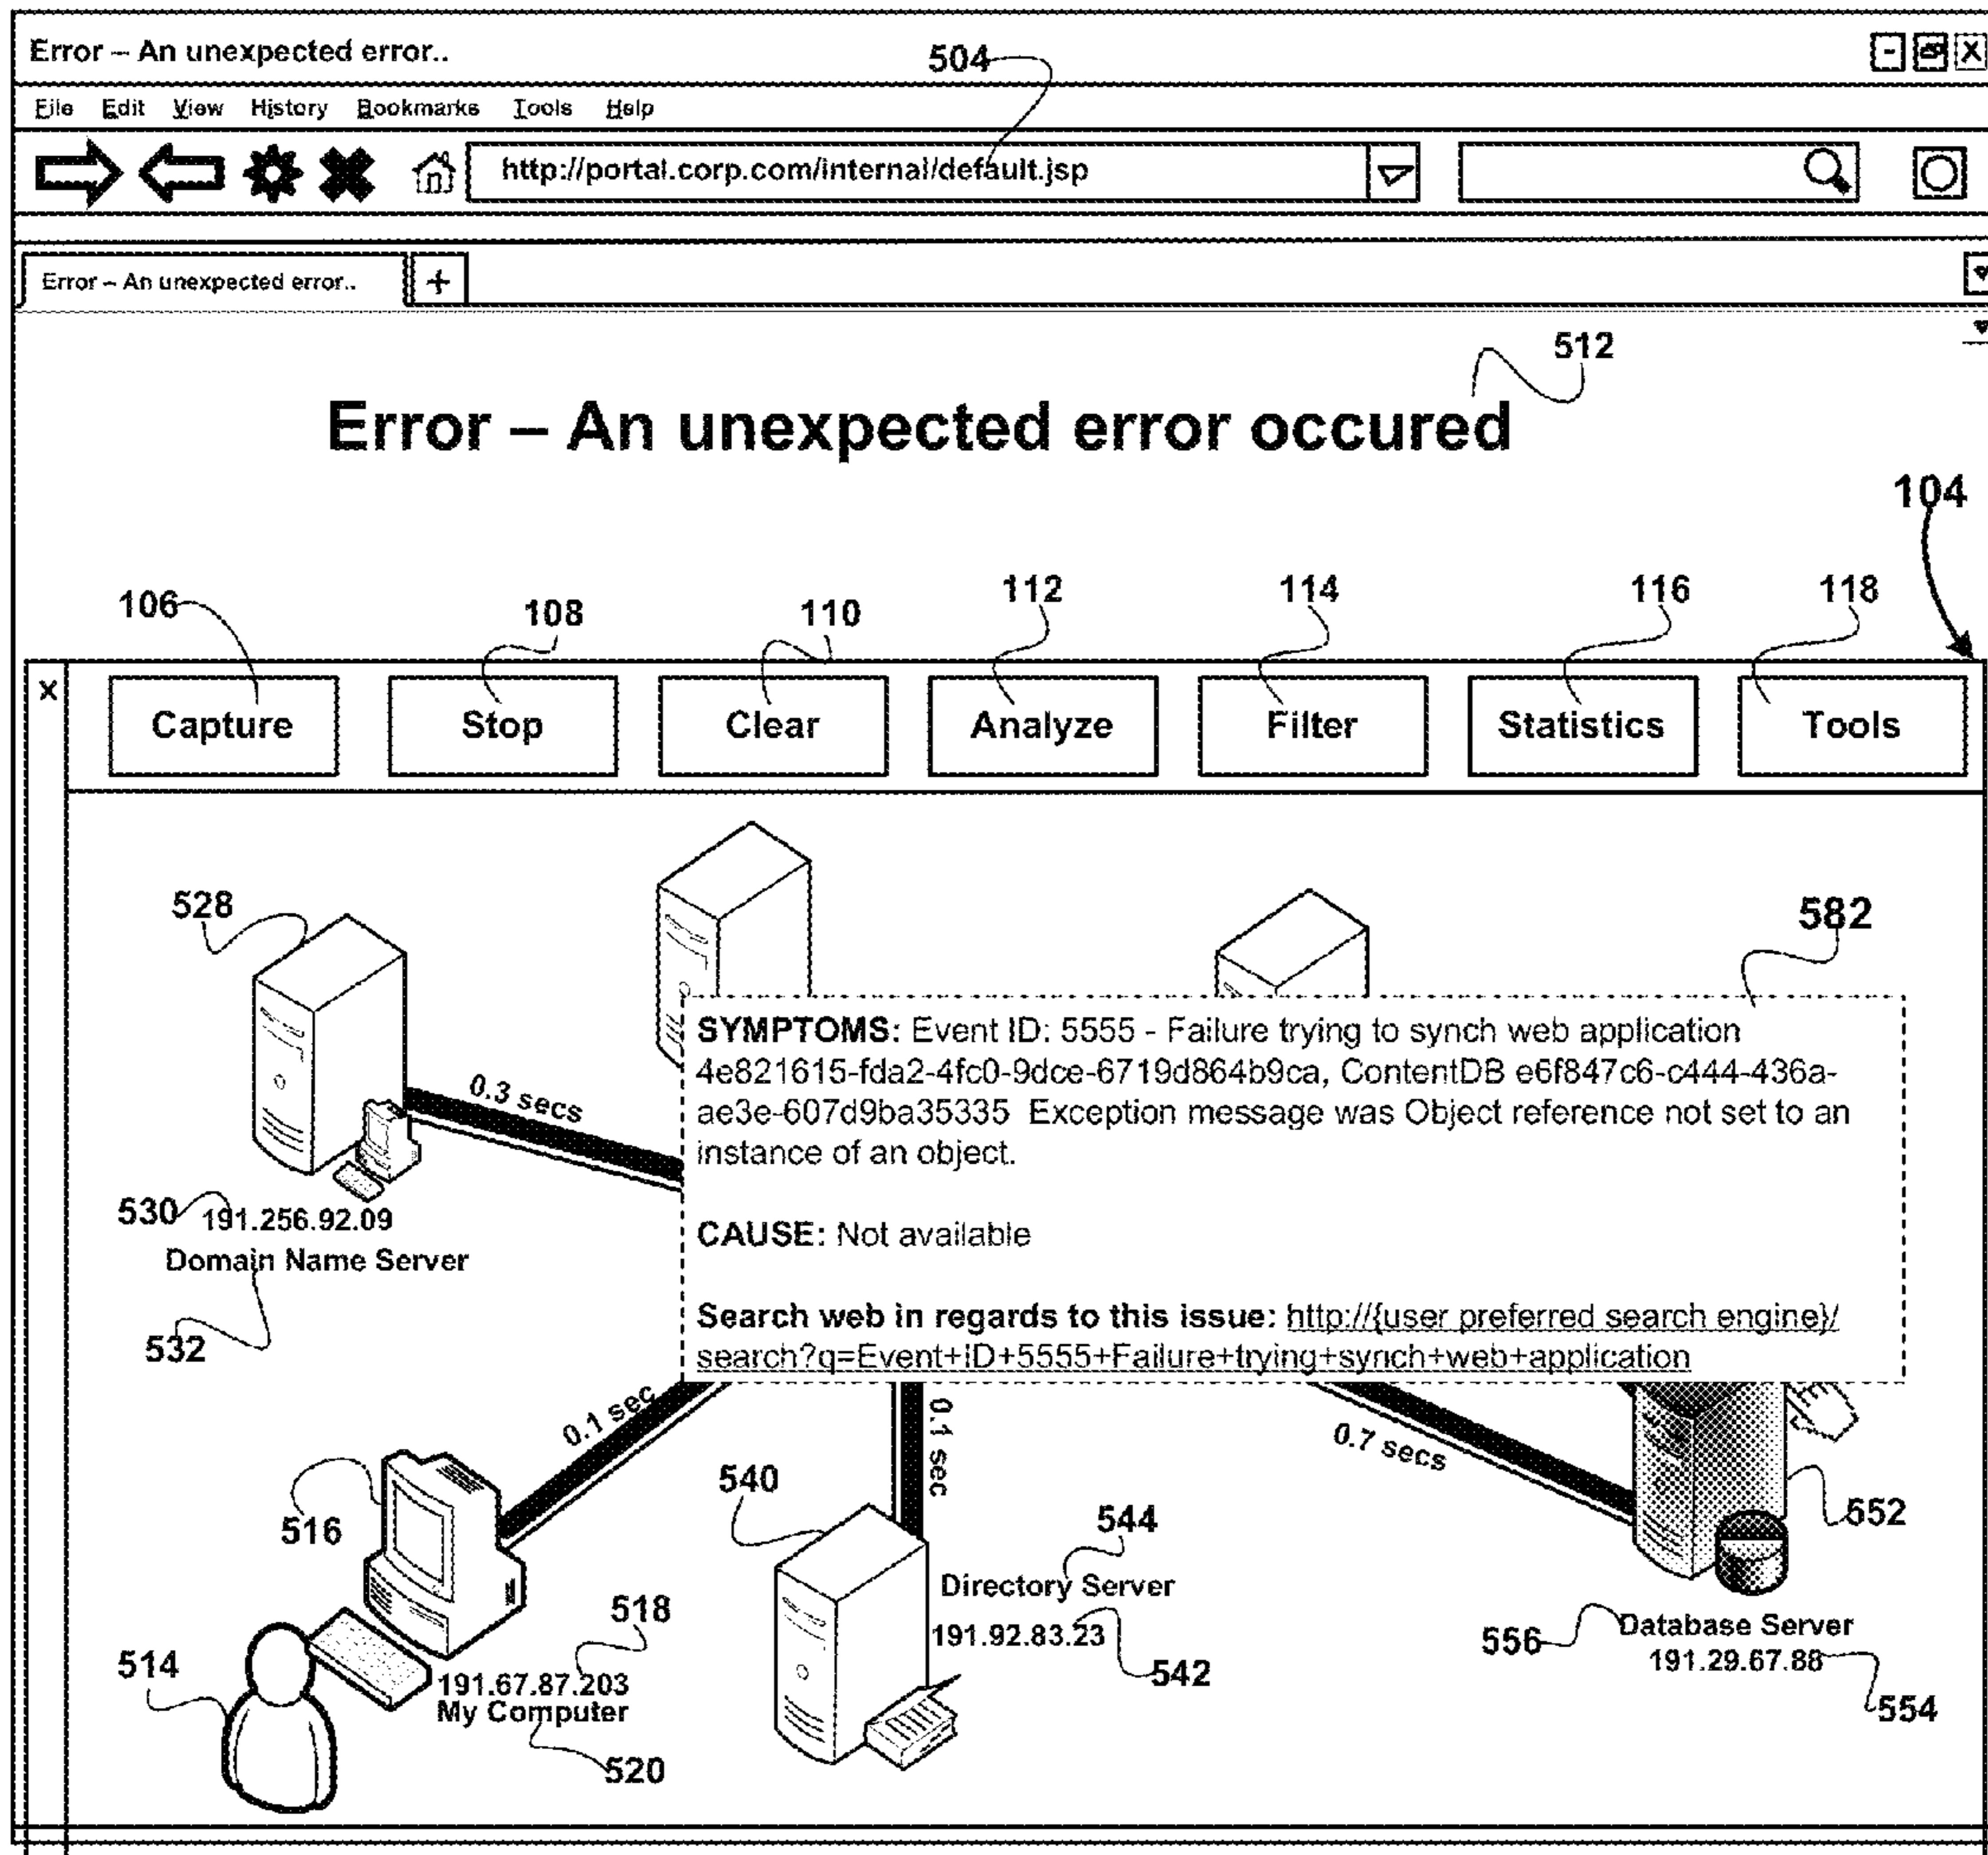 Error – An unexpected error..
504
File Edit View History Bookmarks Tools Help
http://portal.corp.com/internal/default.jsp
Error – An unexpected error..
+
512
Error – An unexpected error occured
104
106
108
110
112
114
116
118
X
Capture
Stop
Clear
Analyze
Filter
Statistics
Tools
528
582
SYMPTOMS: Event ID: 5555 - Failure trying to synch web application
4e821615-fda2-4fc0-9dce-6719d864b9ca, ContentDB e6f847c6-c444-436a-
ae3e-607d9ba35335 Exception message was Object reference not set to an
instance of an object.
0.3 secs
530
191.256.92.09
Domain Name Server
532
CAUSE: Not available
Search web in regards to this issue: http://{user preferred search engine}/
search?q=Event+ID+5555+Failure+trying+synch+web+application
0.1 sec
0.1 sec
0.7 secs
516
540
544
552
Directory Server
191.92.83.23
542
518
514
191.67.87.203
My Computer
520
556
Database Server
191.29.67.88
554